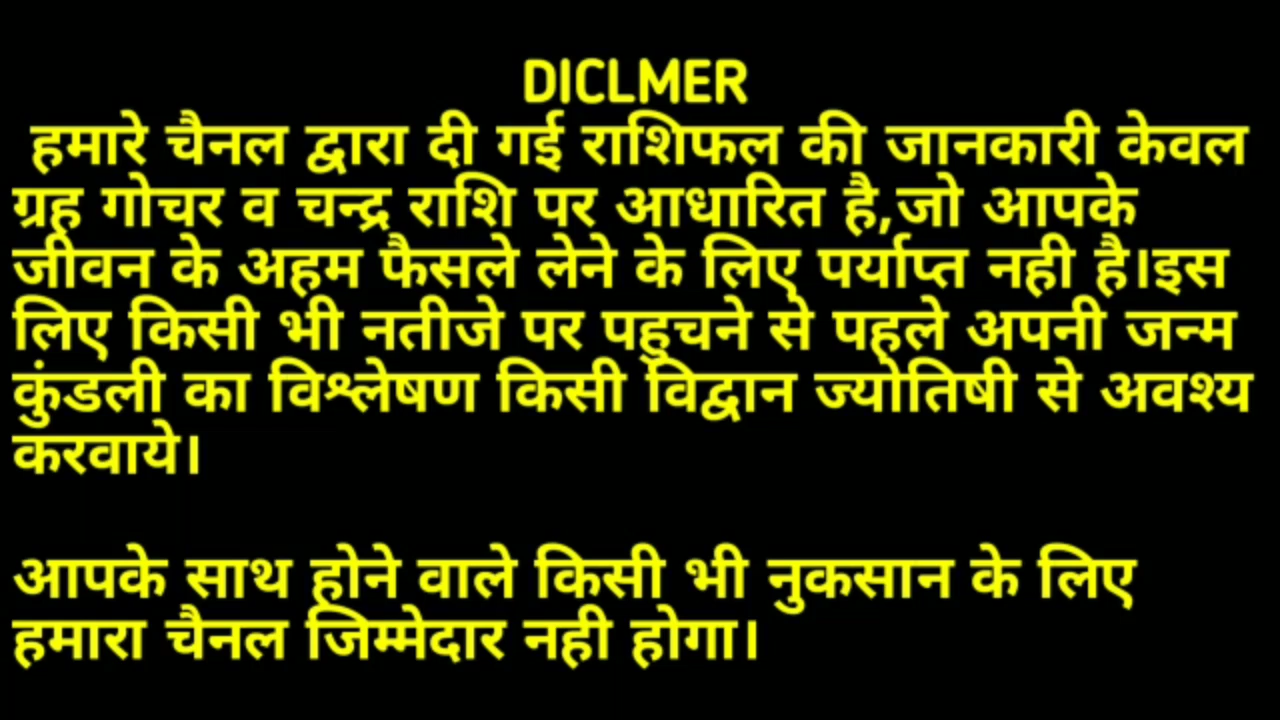 DICLMER
हमारे चैनल द्वारा दी गई राशिफल की जानकारी केवल
ग्रह गोचर व चन्द्र राशि पर आधारित है,जो आपके
जीवन के अहम फैसले लेने के लिए पर्याप्त नही है।इस
लिए किसी भी नतीजे पर पहुचने से पहले अपनी जन्म
कुंडली का विश्लेषण किसी विद्वान ज्योतिषी से अवश्य
करवाये।
आपके साथ होने वाले किसी भी नुकसान के लिए
हमारा चैनल जिम्मेदार नही होगा।